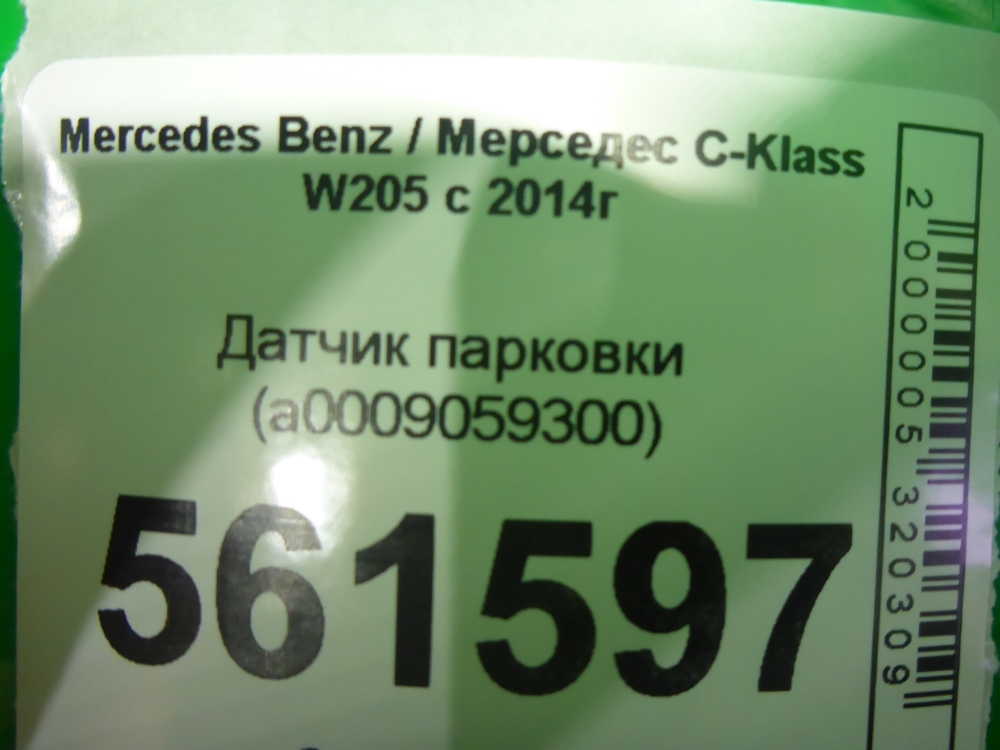 Mercedes Benz / Мерседес C-Klass
W205 с 2014г
Датчик парковки
(a0009059300)
561597
2000005320309